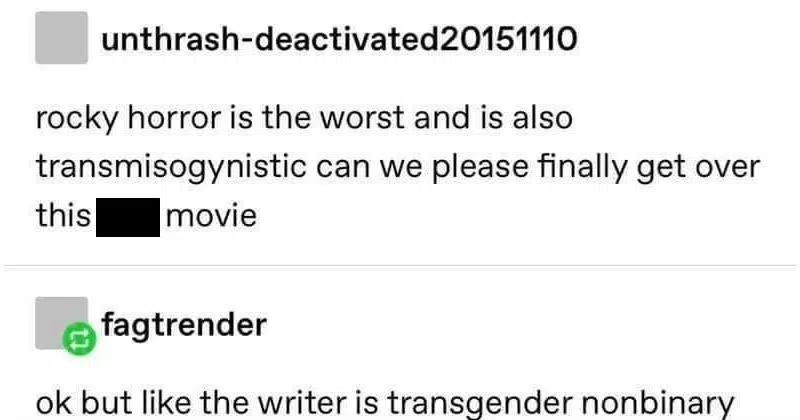 unthrash-deactivated20151110
rocky horror is the worst and is also
transmisogynistic can we please finally get over
this movie
fagtrender
ok but like the writer is transgender nonbinary